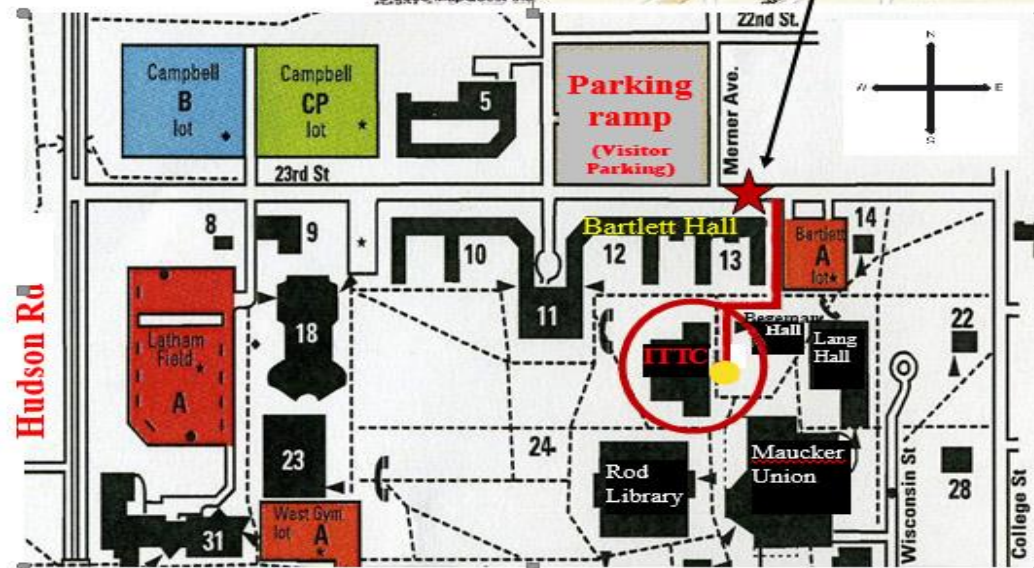 22nd St.
Campbell
B
lot
Campbell
CP
lot
5
Parking
ramp
(Visitor
Parking)
Merner Ave.
N
E
S
23rd St
8
9
10
11
Bartlett Hall
12
13
Bartlett
A
lot
14
Hudson Rd
Latham
Field
A
18
ITTC
Begeman
Hall
Lang
Hall
22
23
24
Rod
Library
Maucker
Union
28
Wisconsin St
College St
West Gym
lot A
31